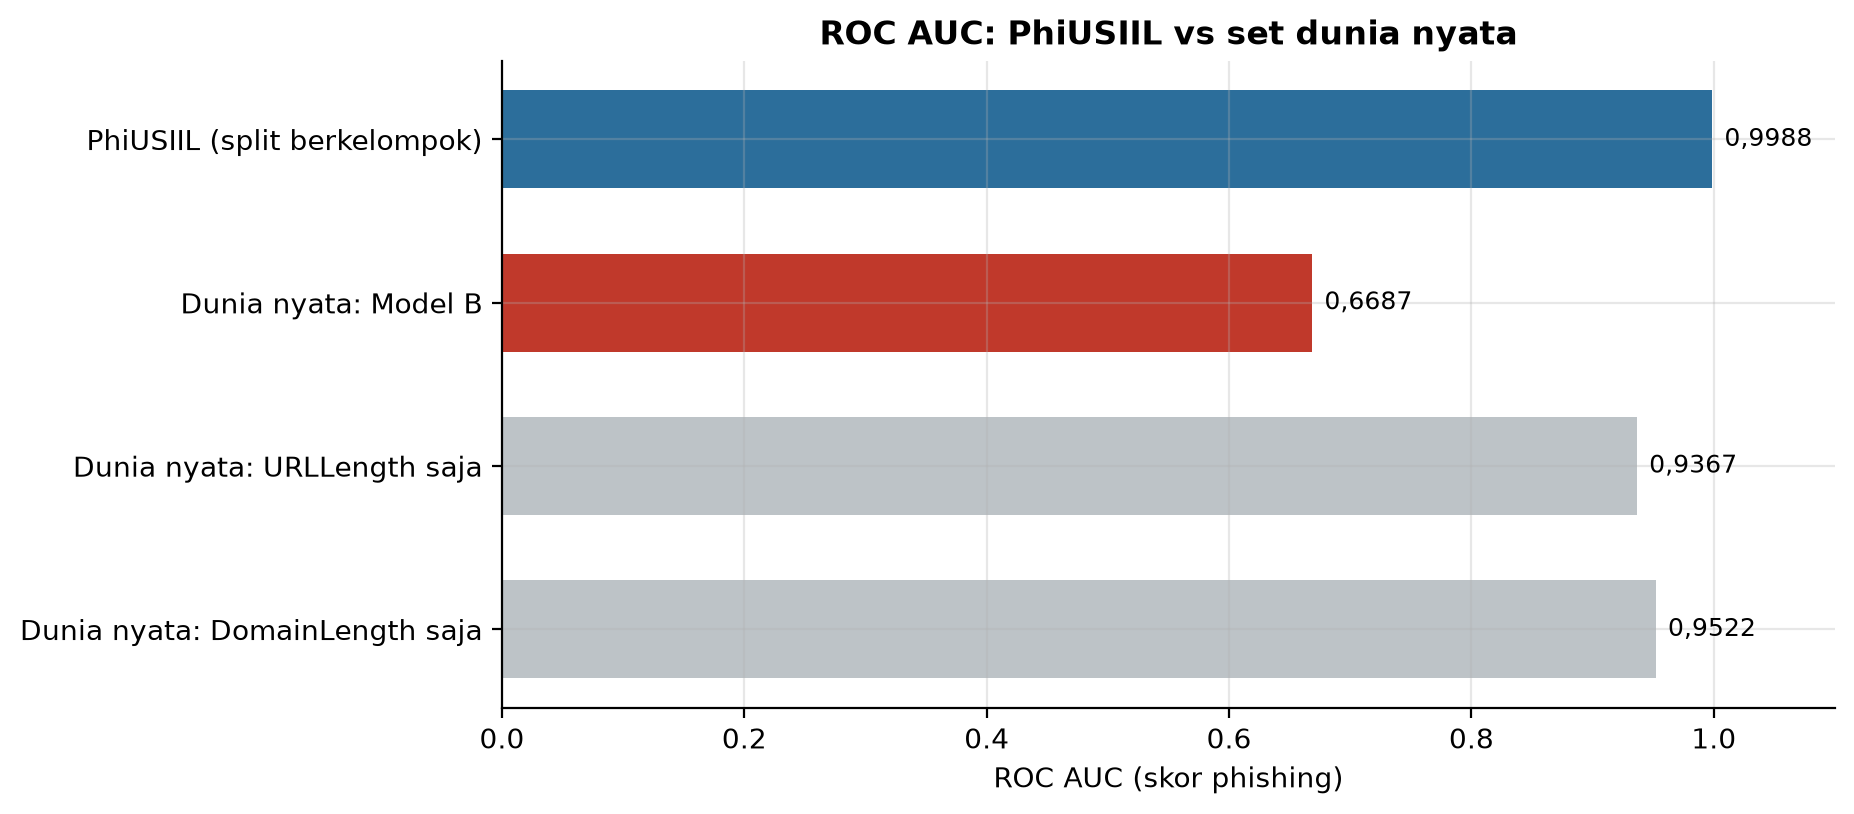 ROC AUC: PhiUSIIL vs set dunia nyata
PhiUSIIL (split berkelompok)
0,9988
Dunia nyata: Model B
0,6687
Dunia nyata: URLLength saja
0,9367
Dunia nyata: DomainLength saja
0,9522
0.0 0.2 0.4 0.6 0.8 1.0
ROC AUC (skor phishing)